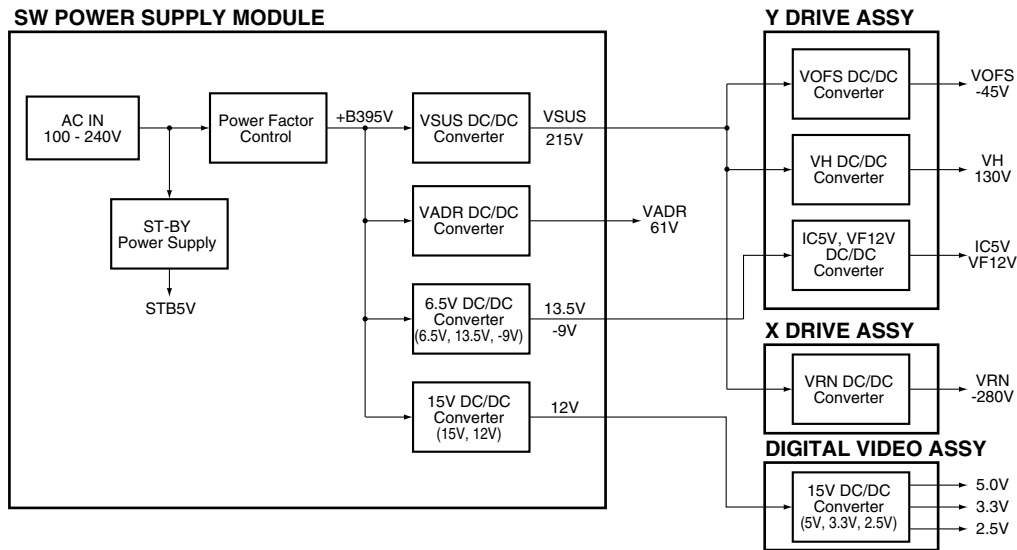 SW POWER SUPPLY MODULE
AC IN
100 - 240V
ST-BY
Power Supply
STB5V
Power Factor
Control
+B395V
VSUS DC/DC
Converter
VSUS
215V
VADR DC/DC
Converter
VADR
61V
6.5V DC/DC
Converter
(6.5V, 13.5V, -9V)
13.5V
-9V
15V DC/DC
Converter
(15V, 12V)
12V
Y DRIVE ASSY
VOFS DC/DC
Converter
VOFS
-45V
VH DC/DC
Converter
VH
130V
IC5V, VF12V
DC/DC
Converter
IC5V
VF12V
X DRIVE ASSY
VRN DC/DC
Converter
VRN
-280V
DIGITAL VIDEO ASSY
15V DC/DC
Converter
(5V, 3.3V, 2.5V)
5.0V
3.3V
2.5V